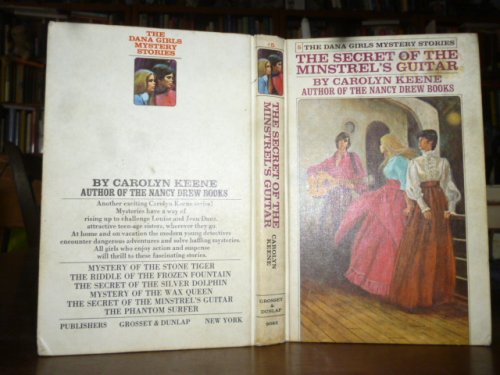 THE
DANA GIRLS
MYSTERY
STORIES
BY CAROLYN KEENE
AUTHOR OF THE NANCY DREW BOOKS
Another exciting Carolyn Keene series!
Mysteries have a way of
rising up to challenge Louise and Jean Dana,
attractive teen-age sisters, wherever they go.
At home and on vacation the modern young detectives
encounter dangerous adventures and solve baffling mysteries.
All girls who enjoy action and suspense
will thrill to these fascinating stories.
MYSTERY OF THE STONE TIGER
THE RIDDLE OF THE FROZEN FOUNTAIN
THE SECRET OF THE SILVER DOLPHIN
MYSTERY OF THE WAX QUEEN
THE SECRET OF THE MINSTREL'S GUITAR
THE PHANTOM SURFER
PUBLISHERS GROSSET & DUNLAP NEW YORK
5
THE SECRET OF THE
MINSTREL'S GUITAR
CAROLYN
KEENE
GROSSET
&
DUNLAP
5 THE DANA GIRLS MYSTERY STORIES
THE SECRET OF THE
MINSTREL'S GUITAR
BY CAROLYN KEENE
AUTHOR OF THE NANCY DREW BOOKS